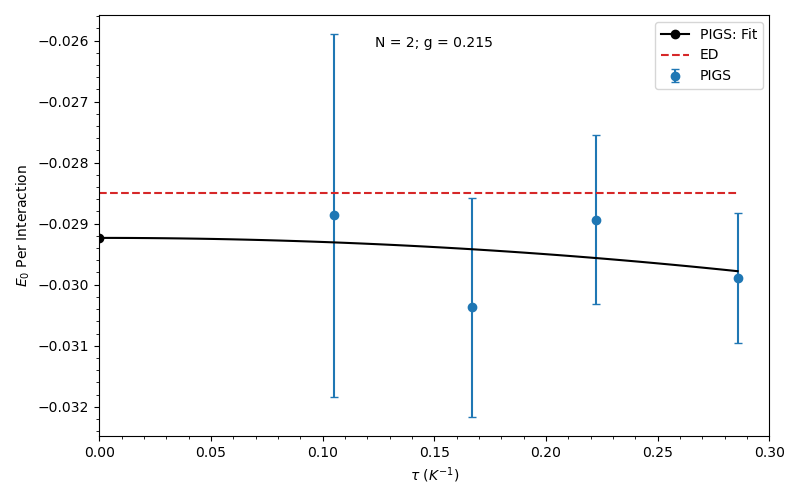 N = 2; g = 0.215
PIGS: Fit
ED
PIGS
E₀ Per Interaction
−0.026
−0.027
−0.028
−0.029
−0.030
−0.031
−0.032
0.00 0.05 0.10 0.15 0.20 0.25 0.30
τ (K⁻¹)